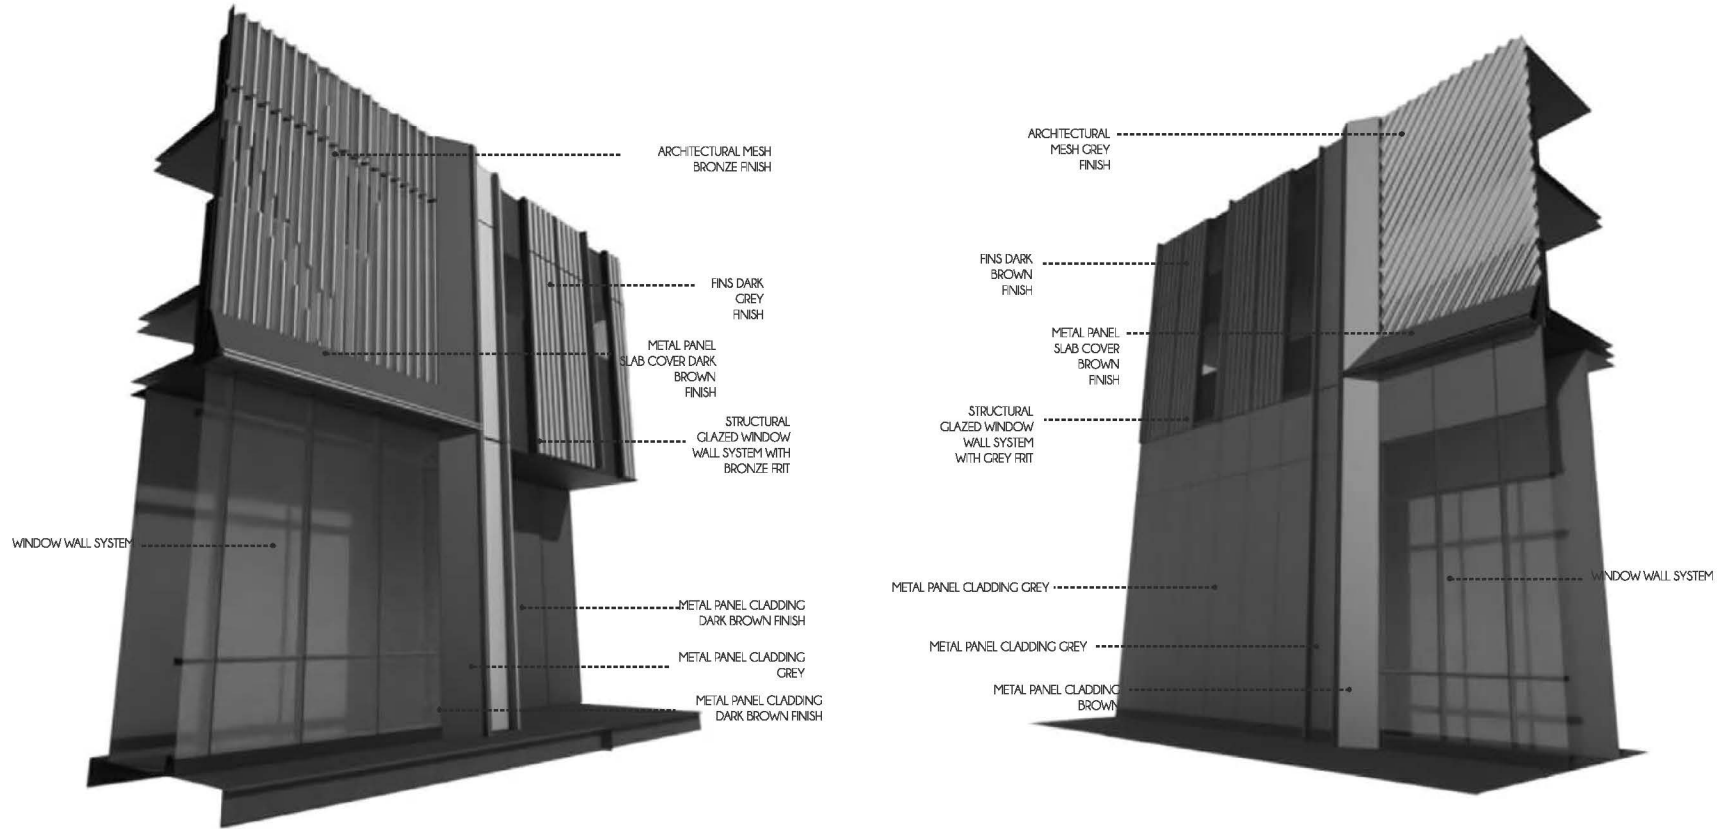 ARCHITECTURAL MESH
BRONZE FINISH
FINS DARK
GREY
FINISH
METAL PANEL
SLAB COVER DARK
BROWN
FINISH
STRUCTURAL
GLAZED WINDOW
WALL SYSTEM WITH
BRONZE FRIT
WINDOW WALL SYSTEM
METAL PANEL CLADDING
DARK BROWN FINISH
METAL PANEL CLADDING
GREY
METAL PANEL CLADDING
DARK BROWN FINISH
ARCHITECTURAL
MESH GREY
FINISH
FINS DARK
BROWN
FINISH
METAL PANEL
SLAB COVER
BROWN
FINISH
STRUCTURAL
GLAZED WINDOW
WALL SYSTEM
WITH GREY FRIT
METAL PANEL CLADDING GREY
WINDOW WALL SYSTEM
METAL PANEL CLADDING GREY
METAL PANEL CLADDING
BROWN